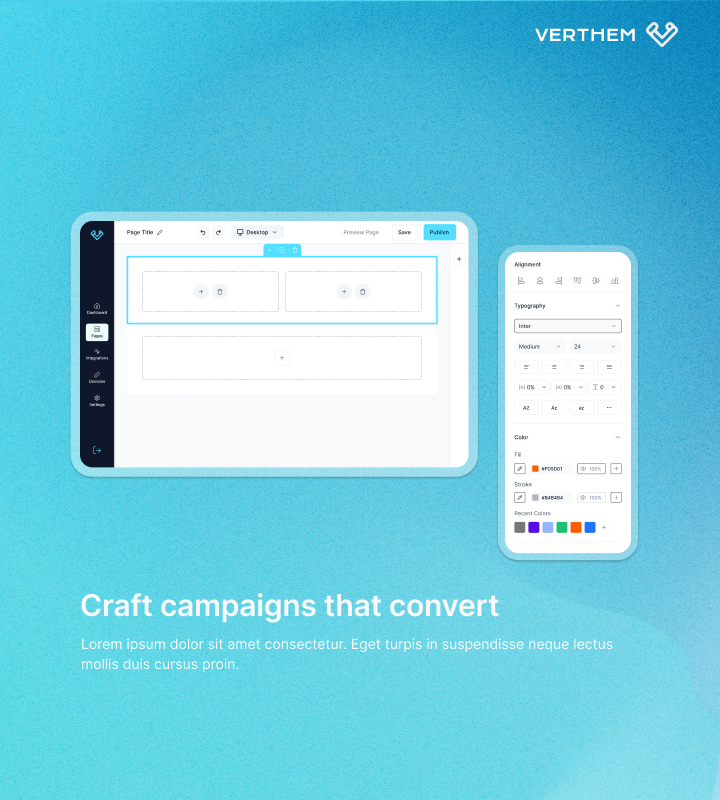 VERTHEM
Page Title
Desktop
Preview Page
Save
Publish
Dashboard
Pages
Integrations
Domains
Settings
Alignment
Typography
Inter
Medium
24
|A| 0%
|A| 0%
0
AZ
Az
az
Color
Fill
#FD5D01
100%
Stroke
#B4B4B4
100%
Recent Colors
Craft campaigns that convert
Lorem ipsum dolor sit amet consectetur. Eget turpis in suspendisse neque lectus
mollis duis cursus proin.